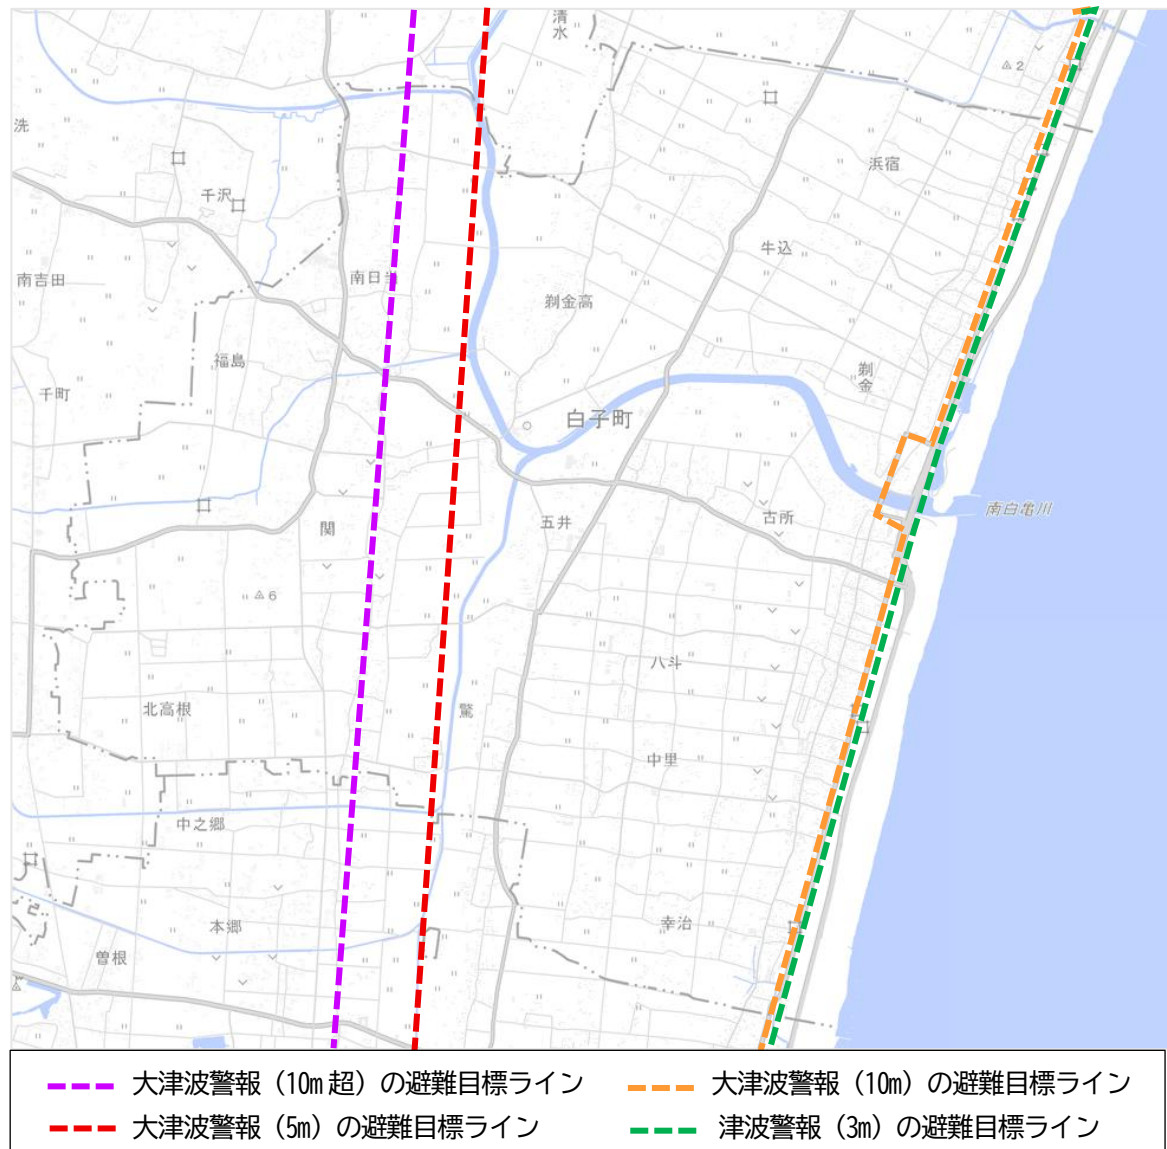 清水
2
洗
浜宿
千沢
牛込
南吉田
南日当
剃金高
福島
剃金
千町
白子町
南白亀川
関
五井
古所
6
八斗
北高根
驚
中里
中之郷
本郷
幸治
曽根
大津波警報（10m超）の避難目標ライン
大津波警報（10m）の避難目標ライン
大津波警報（5m）の避難目標ライン
津波警報（3m）の避難目標ライン